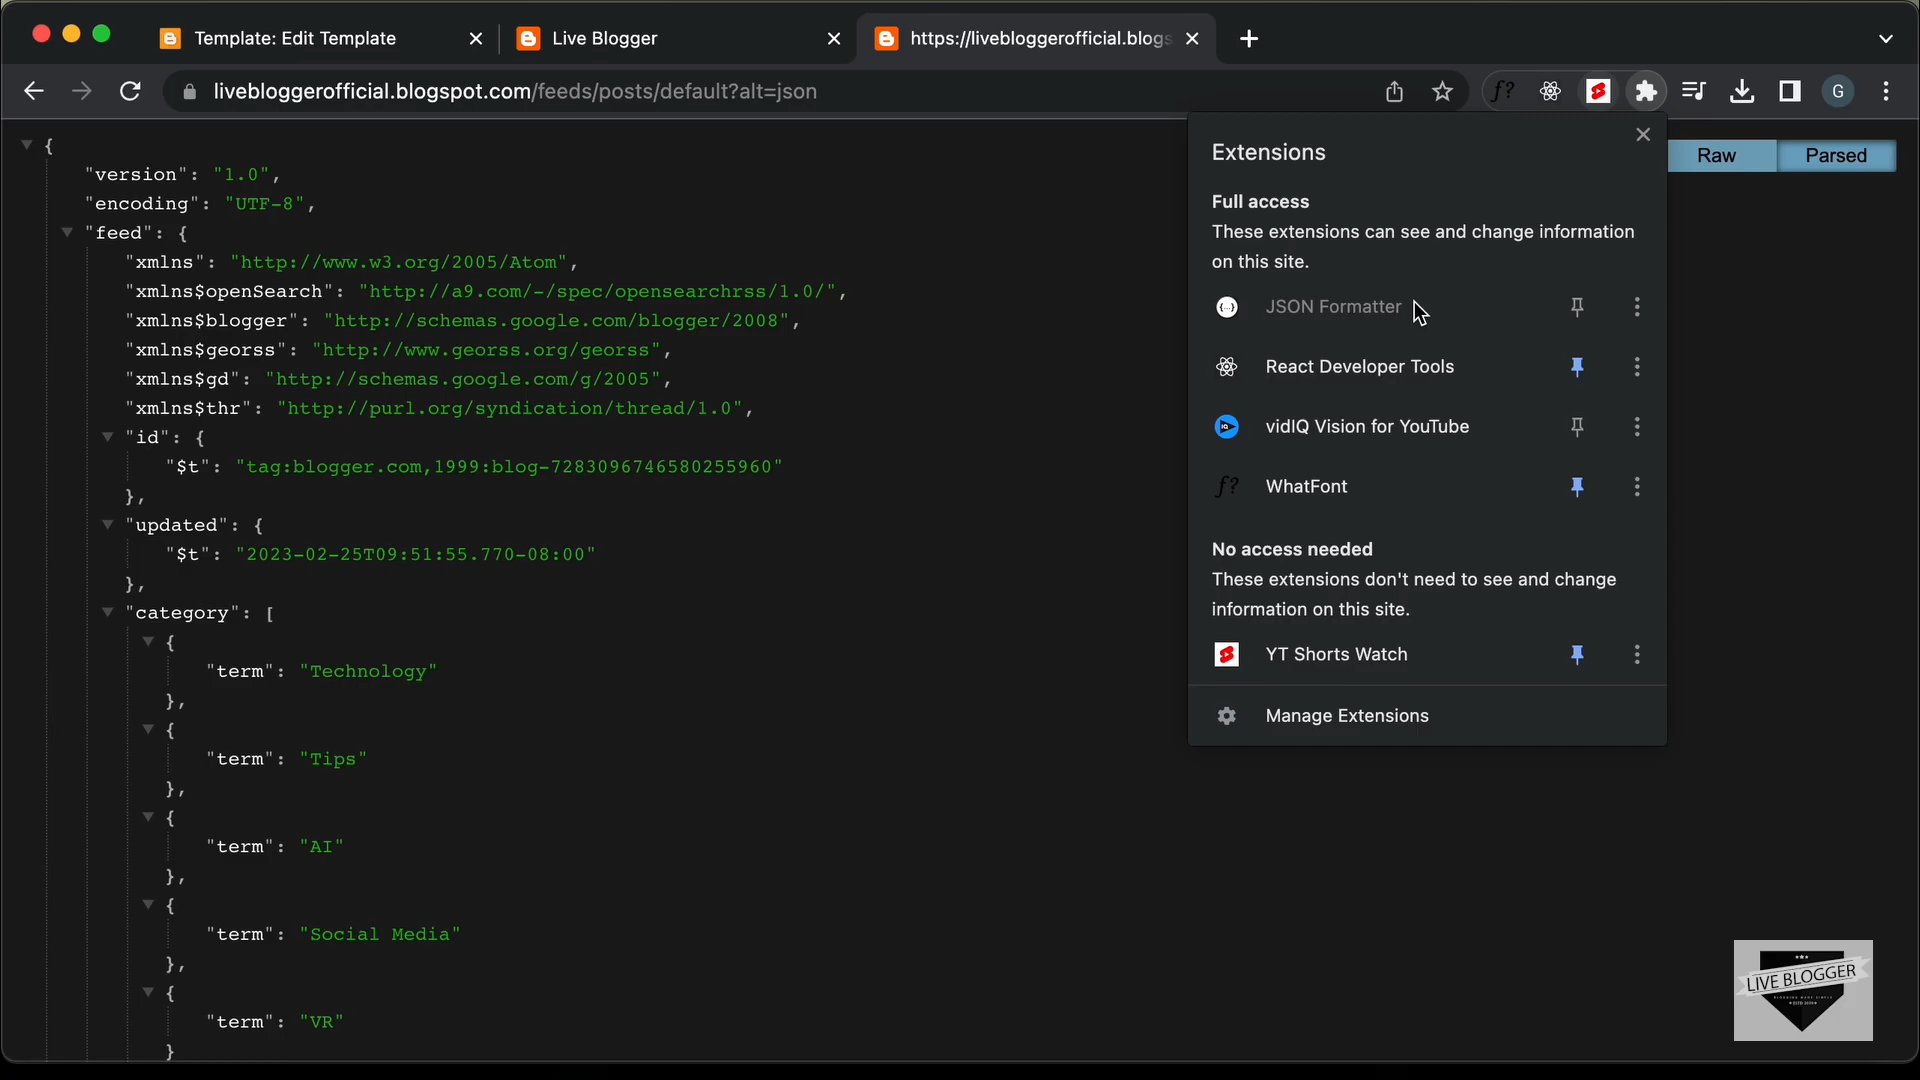 Template: Edit Template
Live Blogger
https://livebloggerofficial.blogs
livebloggerofficial.blogspot.com/feeds/posts/default?alt=json
f?
G
{
"version": "1.0",
"encoding": "UTF-8",
"feed": {
"xmlns": "http://www.w3.org/2005/Atom",
"xmlns$openSearch": "http://a9.com/-/spec/opensearchrss/1.0/",
"xmlns$blogger": "http://schemas.google.com/blogger/2008",
"xmlns$georss": "http://www.georss.org/georss",
"xmlns$gd": "http://schemas.google.com/g/2005",
"xmlns$thr": "http://purl.org/syndication/thread/1.0",
"id": {
"$t": "tag:blogger.com,1999:blog-7283096746580255960"
},
"updated": {
"$t": "2023-02-25T09:51:55.770-08:00"
},
"category": [
{
"term": "Technology"
},
{
"term": "Tips"
},
{
"term": "AI"
},
{
"term": "Social Media"
},
{
"term": "VR"
}
Extensions
Full access
These extensions can see and change information
on this site.
JSON Formatter
React Developer Tools
vidIQ Vision for YouTube
f? WhatFont
No access needed
These extensions don't need to see and change
information on this site.
YT Shorts Watch
Manage Extensions
Raw
Parsed
LIVE BLOGGER